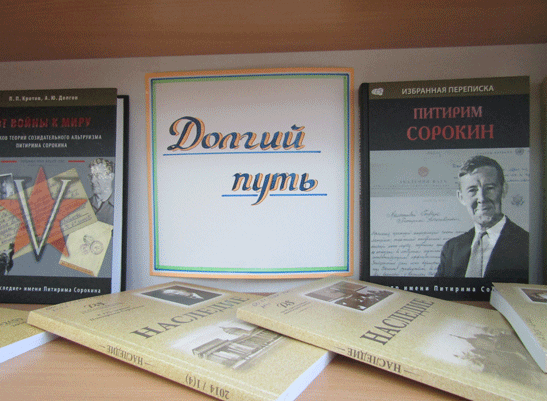 П. П. Кротов, А. Ю. Долгов
ОТ ВОЙНЫ К МИРУ
ТЕОРИИ СОЗИДАТЕЛЬНОГО АЛЬТРУИЗМА
ПИТИРИМА СОРОКИНА
V
имени Питирима Сорокина
Долгий
путь
ИЗБРАННАЯ ПЕРЕПИСКА
ПИТИРИМ
СОРОКИН
имени Питирима
НАСЛЕДИЕ
НАСЛЕДИЕ
2014 / 1(4)
НАСЛЕДИЕ
НАСЛЕДИЕ